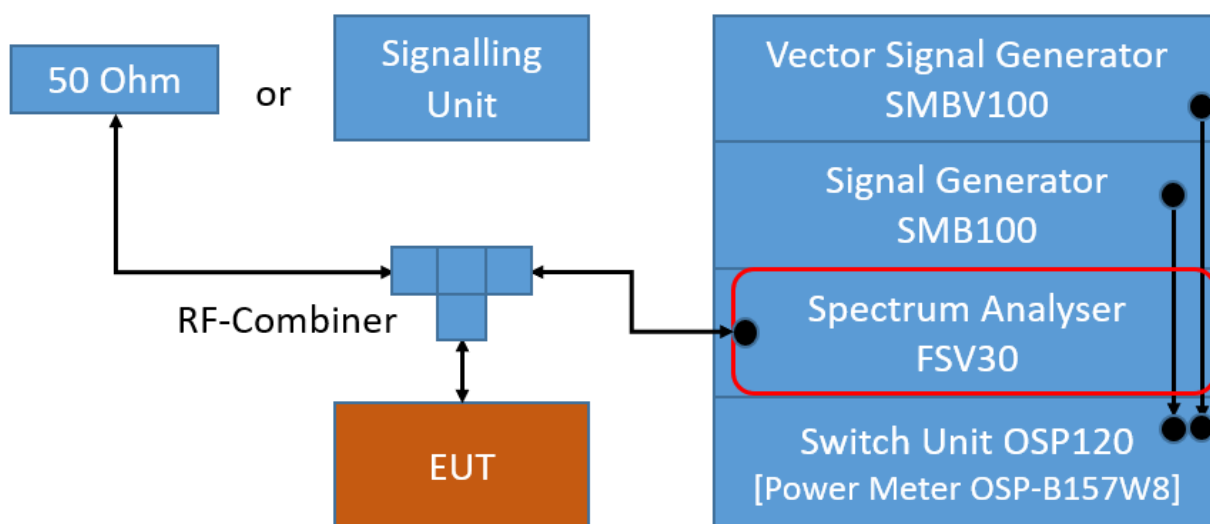 50 Ohm
or
Signalling
Unit
Vector Signal Generator
SMBV100
Signal Generator
SMB100
RF-Combiner
Spectrum Analyser
FSV30
EUT
Switch Unit OSP120
[Power Meter OSP-B157W8]